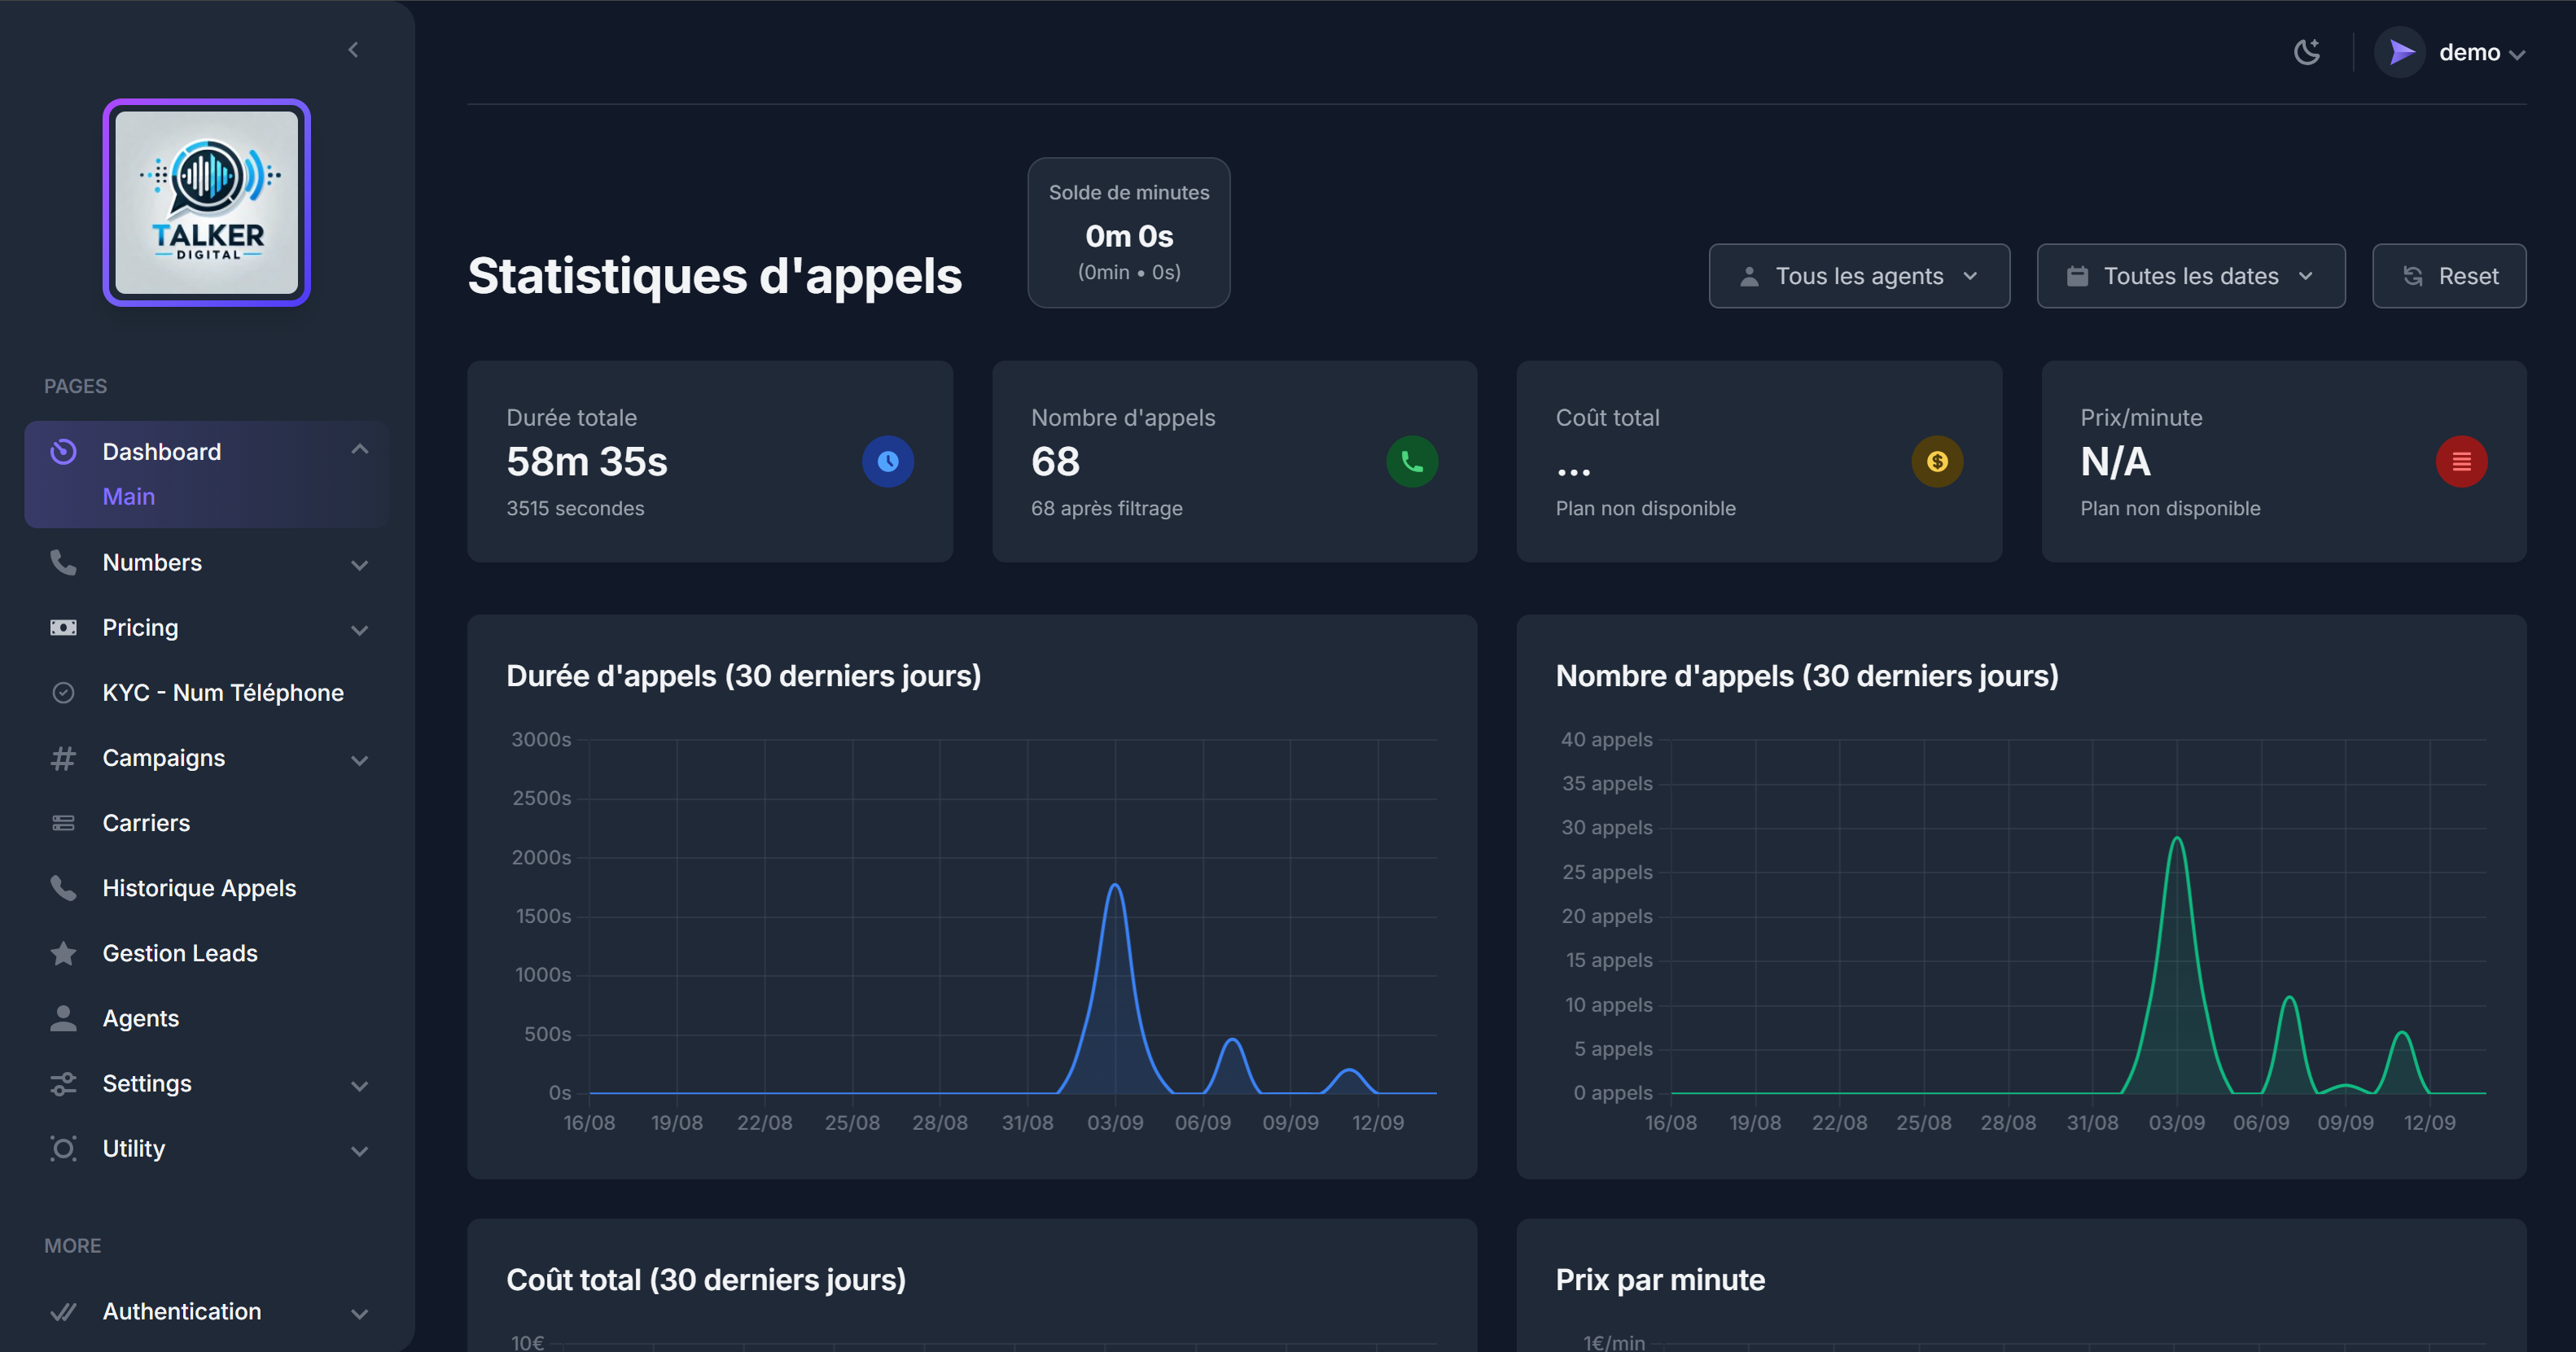 TALKER
DIGITAL
PAGES
Dashboard
Main
Numbers
Pricing
KYC - Num Téléphone
Campaigns
Carriers
Historique Appels
Gestion Leads
Agents
Settings
Utility
MORE
Authentication
demo
Statistiques d'appels
Solde de minutes
0m 0s
(0min • 0s)
Tous les agents
Toutes les dates
Reset
Durée totale
58m 35s
3515 secondes
Nombre d'appels
68
68 après filtrage
Coût total
...
Plan non disponible
Prix/minute
N/A
Plan non disponible
Durée d'appels (30 derniers jours)
3000s
2500s
2000s
1500s
1000s
500s
0s
16/08 19/08 22/08 25/08 28/08 31/08 03/09 06/09 09/09 12/09
Nombre d'appels (30 derniers jours)
40 appels
35 appels
30 appels
25 appels
20 appels
15 appels
10 appels
5 appels
0 appels
16/08 19/08 22/08 25/08 28/08 31/08 03/09 06/09 09/09 12/09
Coût total (30 derniers jours)
10€
Prix par minute
1€/min